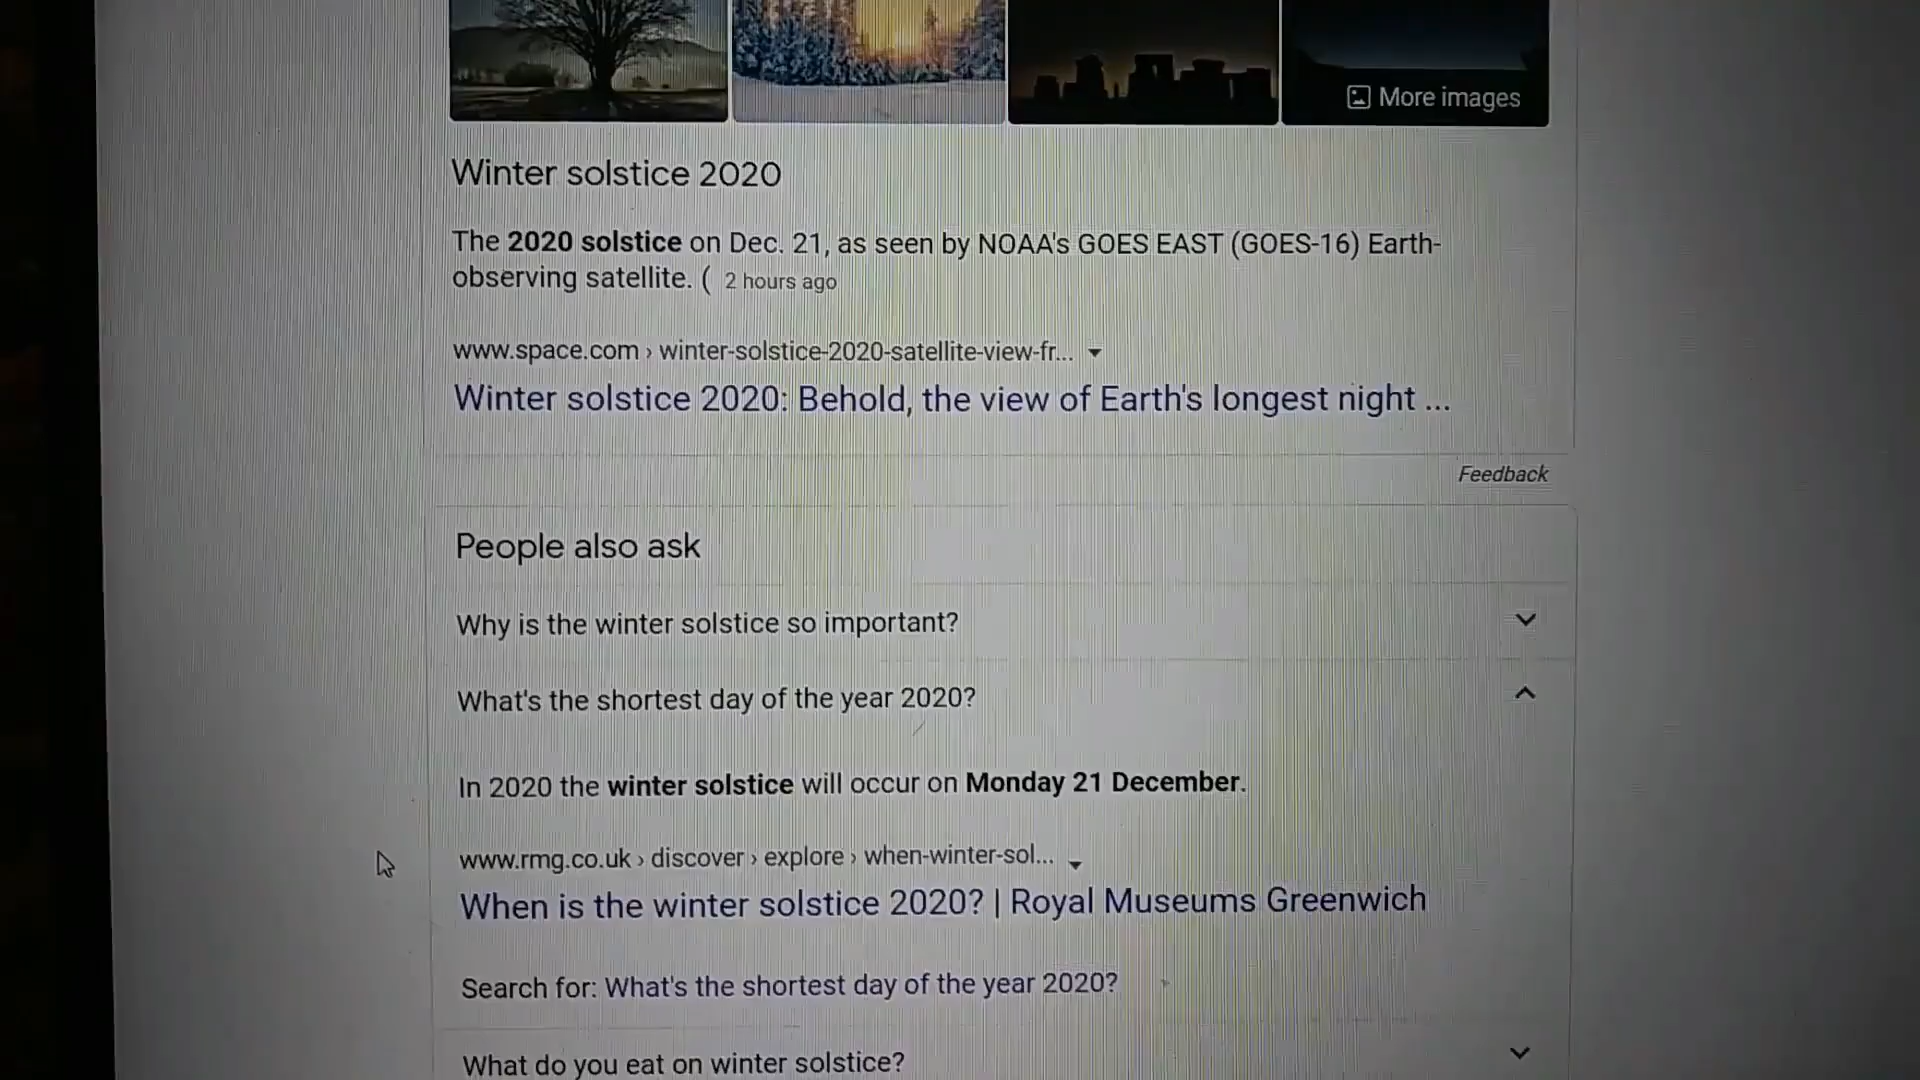 More images
Winter solstice 2020
The 2020 solstice on Dec. 21, as seen by NOAA's GOES EAST (GOES-16) Earth-
observing satellite. ( 2 hours ago
www.space.com › winter-solstice-2020-satellite-view-fr...
Winter solstice 2020: Behold, the view of Earth's longest night ...
Feedback
People also ask
Why is the winter solstice so important?
What's the shortest day of the year 2020?
In 2020 the winter solstice will occur on Monday 21 December.
www.rmg.co.uk › discover › explore › when-winter-sol...
When is the winter solstice 2020? | Royal Museums Greenwich
Search for: What's the shortest day of the year 2020?
What do you eat on winter solstice?